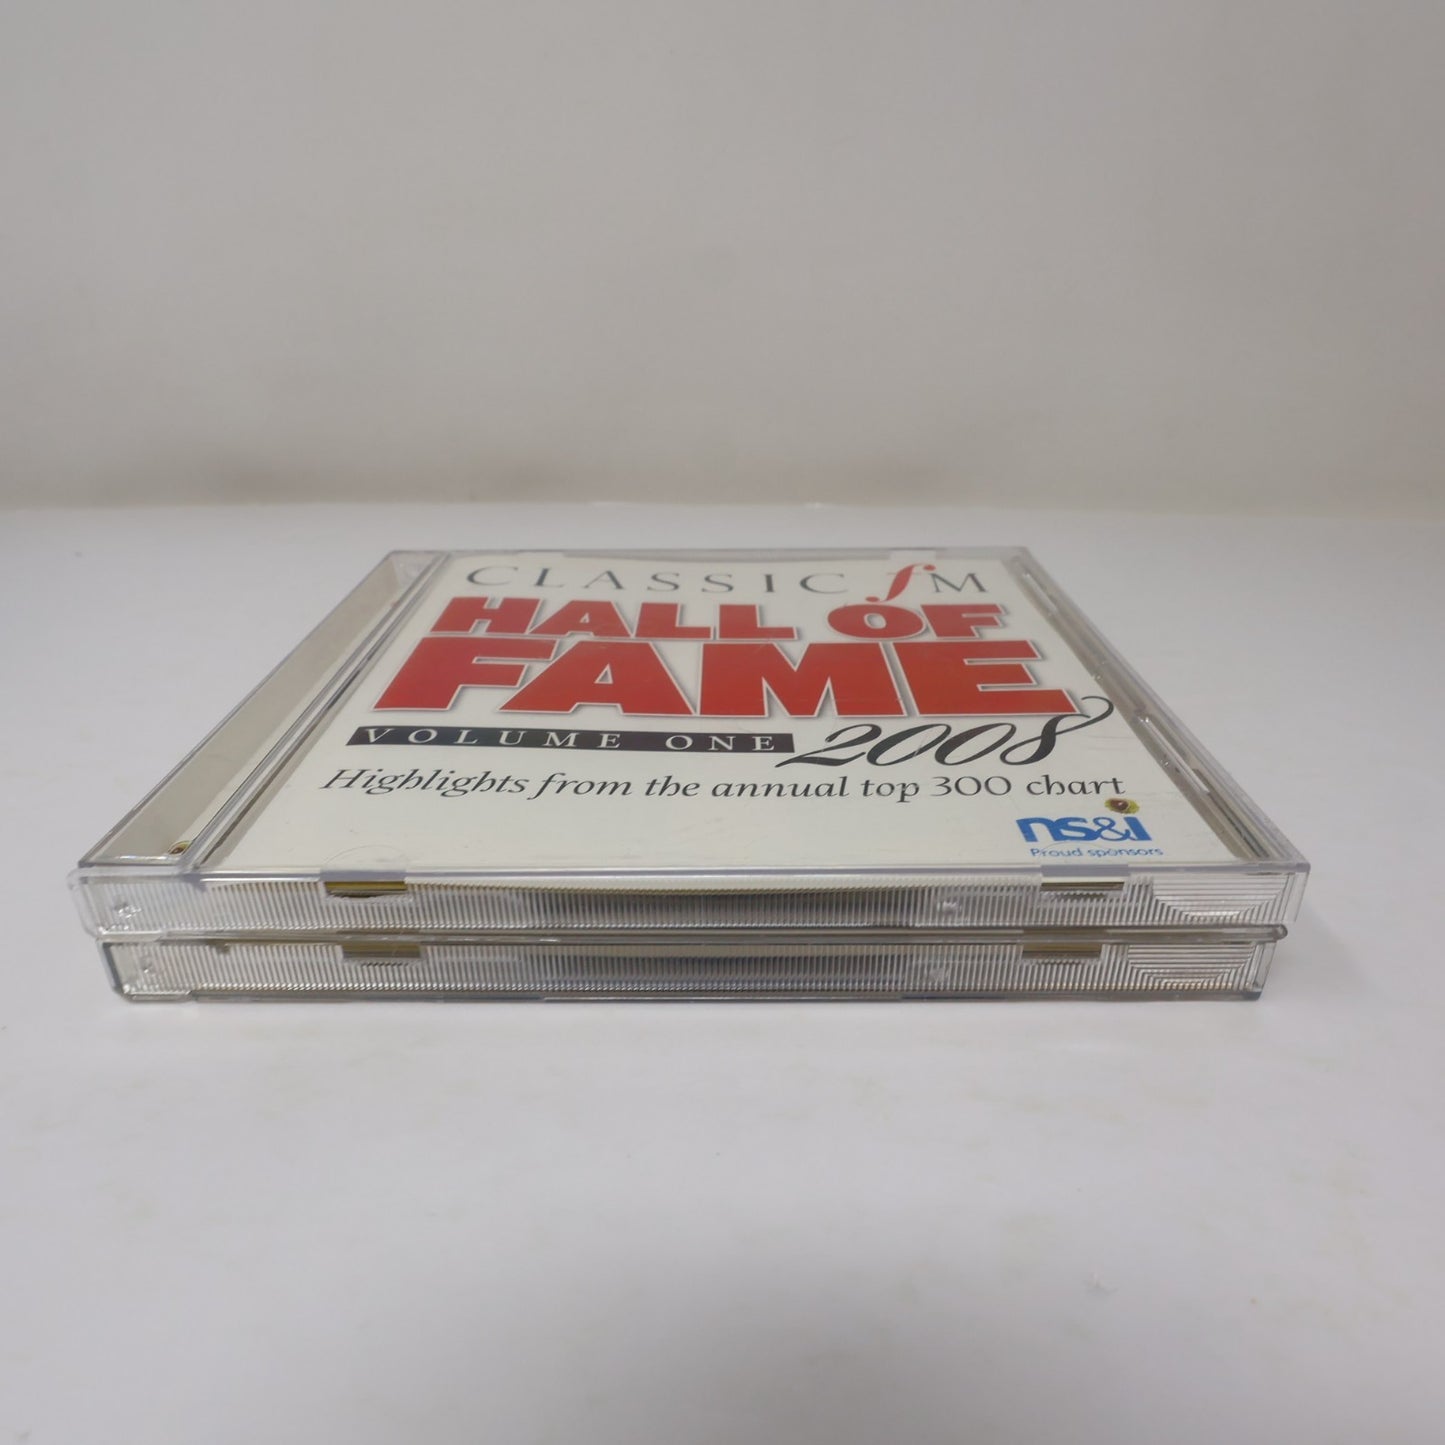 CLASSIC fM
HALL OF
FAME
VOLUME ONE 2008
Highlights from the annual top 300 chart
ns&i
Proud sponsors